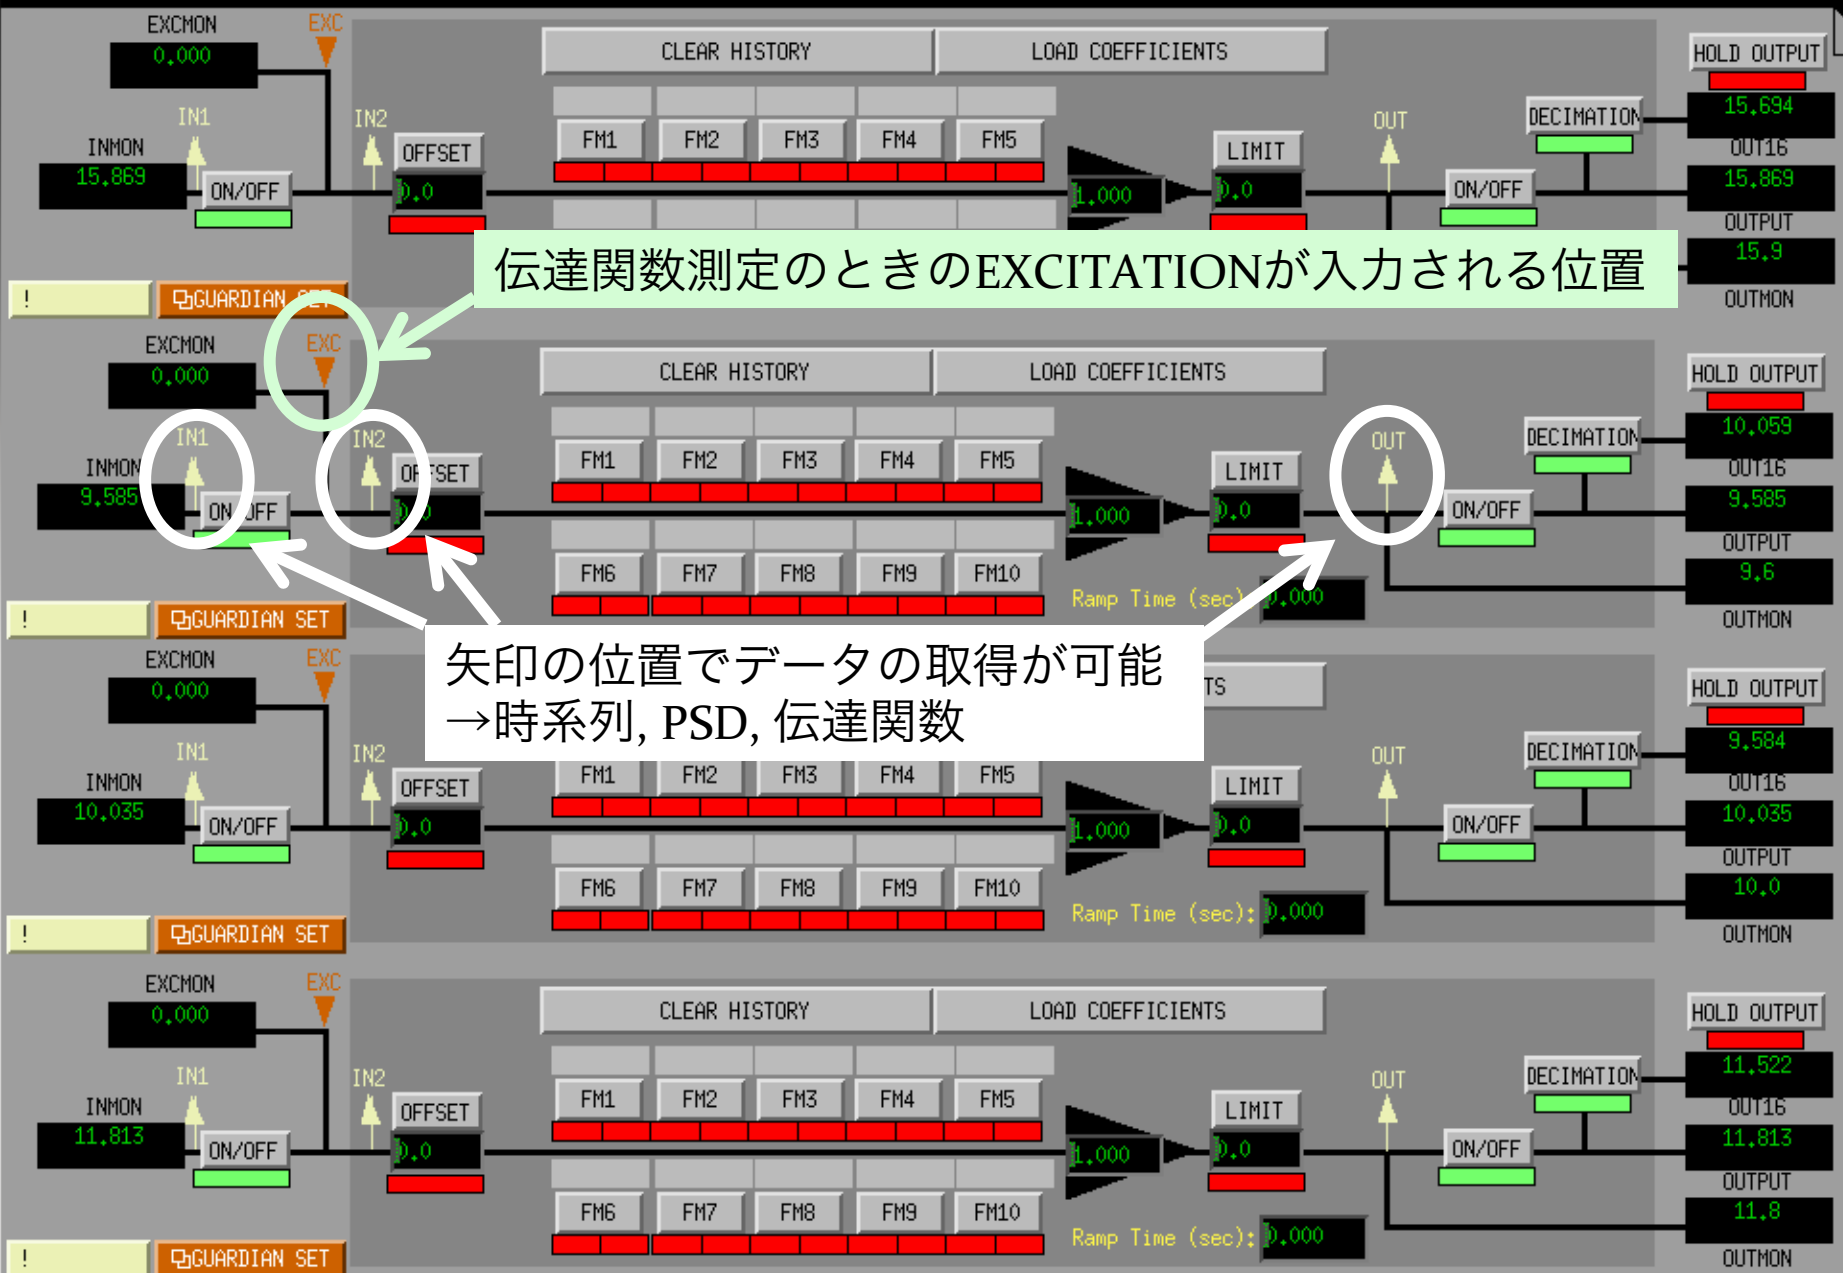 EXCMON
EXC
0.000
CLEAR HISTORY
LOAD COEFFICIENTS
HOLD OUTPUT
IN1
IN2
OUT
DECIMATION
15.694
INMON
OFFSET
FM1
FM2
FM3
FM4
FM5
LIMIT
OUT16
15.869
ON/OFF
0.0
1.000
0.0
ON/OFF
15.869
OUTPUT
伝達関数測定のときのEXCITATIONが入力される位置
15.9
!
GUARDIAN SET
OUTMON
EXCMON
EXC
0.000
CLEAR HISTORY
LOAD COEFFICIENTS
HOLD OUTPUT
IN1
IN2
OUT
DECIMATION
10.059
INMON
OFFSET
FM1
FM2
FM3
FM4
FM5
LIMIT
OUT16
9.585
ON/OFF
0.0
1.000
0.0
ON/OFF
9.585
OUTPUT
FM6
FM7
FM8
FM9
FM10
9.6
Ramp Time (sec):
0.000
!
GUARDIAN SET
OUTMON
矢印の位置でデータの取得が可能
→時系列, PSD, 伝達関数
EXCMON
EXC
0.000
TS
HOLD OUTPUT
IN1
IN2
OUT
DECIMATION
9.584
INMON
OFFSET
FM1
FM2
FM3
FM4
FM5
LIMIT
OUT16
10.035
ON/OFF
0.0
1.000
0.0
ON/OFF
10.035
OUTPUT
FM6
FM7
FM8
FM9
FM10
10.0
Ramp Time (sec):
0.000
!
GUARDIAN SET
OUTMON
EXCMON
EXC
0.000
CLEAR HISTORY
LOAD COEFFICIENTS
HOLD OUTPUT
IN1
IN2
OUT
DECIMATION
11.522
INMON
OFFSET
FM1
FM2
FM3
FM4
FM5
LIMIT
OUT16
11.813
ON/OFF
0.0
1.000
0.0
ON/OFF
11.813
OUTPUT
FM6
FM7
FM8
FM9
FM10
11.8
Ramp Time (sec):
0.000
!
GUARDIAN SET
OUTMON